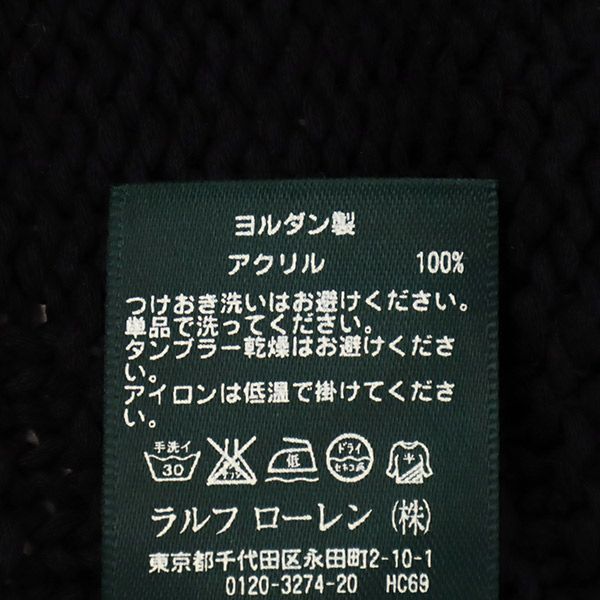 ヨルダン製
アクリル 100%
つけおき洗いはお避けください。
単品で洗ってください。
タンブラー乾燥はお避けくださ
い。
アイロンは低温で掛けてくださ
い。
手洗イ 30 エンソ 低 ドライ セキユ系 平
ラルフ ローレン (株)
東京都千代田区永田町2-10-1
0120-3274-20 HC69